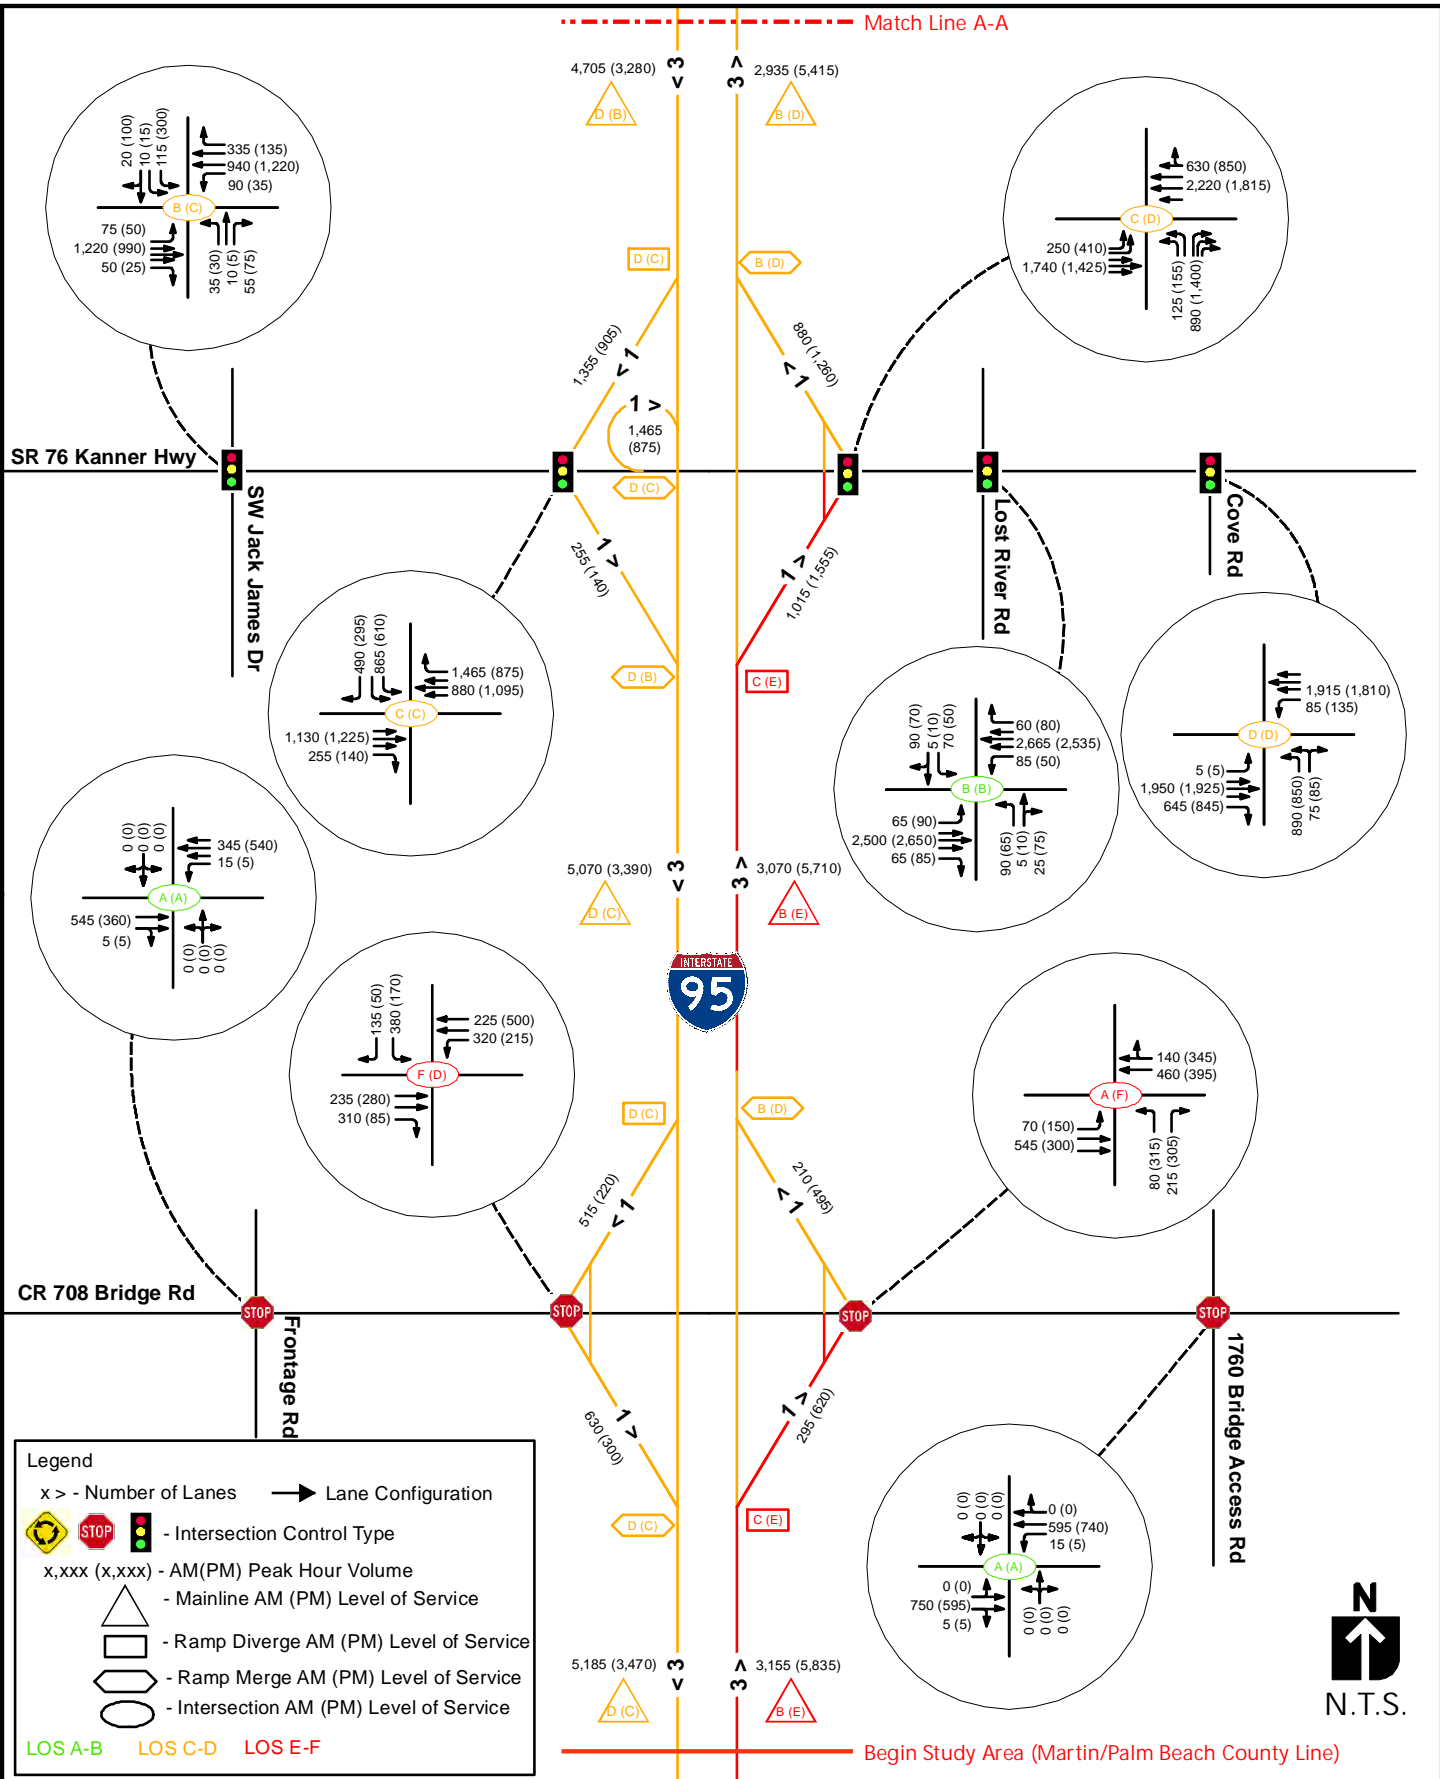 Match Line A-A
4,705 (3,280)
< 3
3 >
2,935 (5,415)
D (B)
B (D)
20 (100)
10 (15)
115 (300)
335 (135)
940 (1,220)
90 (35)
B (C)
75 (50)
1,220 (990)
50 (25)
35 (30)
10 (5)
55 (75)
630 (850)
2,220 (1,815)
C (D)
250 (410)
1,740 (1,425)
125 (155)
890 (1,400)
D (C)
B (D)
1,355 (905)
< 1
880 (1,260)
< 1
1 >
1,465
(875)
SR 76 Kanner Hwy
D (C)
SW Jack James Dr
Lost River Rd
Cove Rd
255 (140)
1 >
1,015 (1,555)
1 >
490 (295)
865 (610)
1,465 (875)
880 (1,095)
C (C)
1,130 (1,225)
255 (140)
D (B)
C (E)
90 (70)
5 (10)
70 (50)
60 (80)
2,665 (2,535)
85 (50)
B (B)
65 (90)
2,500 (2,650)
65 (85)
90 (65)
5 (10)
25 (75)
1,915 (1,810)
85 (135)
D (D)
5 (5)
1,950 (1,925)
645 (845)
890 (850)
75 (85)
0 (0)
0 (0)
0 (0)
345 (540)
15 (5)
A (A)
545 (360)
5 (5)
0 (0)
0 (0)
0 (0)
5,070 (3,390)
< 3
3 >
3,070 (5,710)
D (C)
B (E)
INTERSTATE
95
135 (50)
380 (170)
225 (500)
320 (215)
F (D)
235 (280)
310 (85)
140 (345)
460 (395)
A (F)
70 (150)
545 (300)
80 (315)
215 (305)
D (C)
B (D)
515 (220)
< 1
210 (495)
< 1
CR 708 Bridge Rd
STOP
STOP
STOP
STOP
Frontage Rd
1760 Bridge Access Rd
630 (300)
1 >
295 (620)
1 >
D (C)
C (E)
0 (0)
0 (0)
0 (0)
0 (0)
595 (740)
15 (5)
A (A)
0 (0)
750 (595)
5 (5)
0 (0)
0 (0)
0 (0)
5,185 (3,470)
< 3
3 >
3,155 (5,835)
D (C)
B (E)
Begin Study Area (Martin/Palm Beach County Line)
Legend
x > - Number of Lanes
Lane Configuration
STOP
- Intersection Control Type
x,xxx (x,xxx) - AM(PM) Peak Hour Volume
- Mainline AM (PM) Level of Service
- Ramp Diverge AM (PM) Level of Service
- Ramp Merge AM (PM) Level of Service
- Intersection AM (PM) Level of Service
LOS A-B LOS C-D LOS E-F
N
N.T.S.